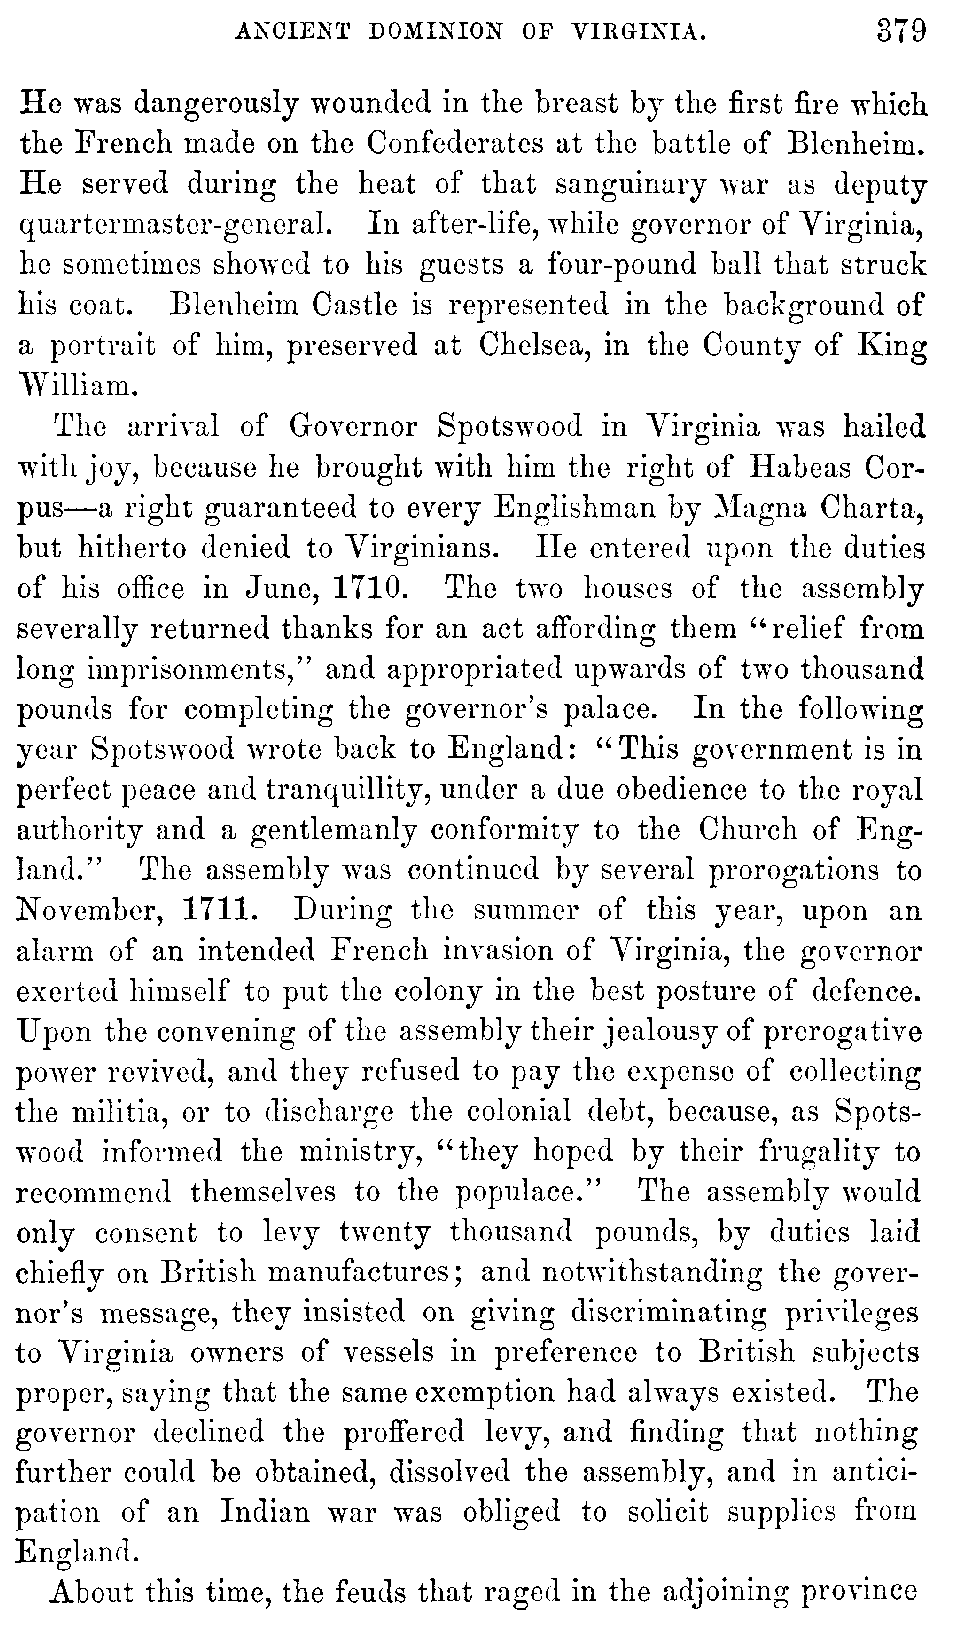 ANCIENT DOMINION OF VIRGINIA. 379
He was dangerously wounded in the breast by the first fire which
the French made on the Confederates at the battle of Blenheim.
He served during the heat of that sanguinary war as deputy
quartermaster-general. In after-life, while governor of Virginia,
he sometimes showed to his guests a four-pound ball that struck
his coat. Blenheim Castle is represented in the background of
a portrait of him, preserved at Chelsea, in the County of King
William.
The arrival of Governor Spotswood in Virginia was hailed
with joy, because he brought with him the right of Habeas Cor-
pus—a right guaranteed to every Englishman by Magna Charta,
but hitherto denied to Virginians. He entered upon the duties
of his office in June, 1710. The two houses of the assembly
severally returned thanks for an act affording them “relief from
long imprisonments,” and appropriated upwards of two thousand
pounds for completing the governor's palace. In the following
year Spotswood wrote back to England: “This government is in
perfect peace and tranquillity, under a due obedience to the royal
authority and a gentlemanly conformity to the Church of Eng-
land.” The assembly was continued by several prorogations to
November, 1711. During the summer of this year, upon an
alarm of an intended French invasion of Virginia, the governor
exerted himself to put the colony in the best posture of defence.
Upon the convening of the assembly their jealousy of prerogative
power revived, and they refused to pay the expense of collecting
the militia, or to discharge the colonial debt, because, as Spots-
wood informed the ministry, “they hoped by their frugality to
recommend themselves to the populace.” The assembly would
only consent to levy twenty thousand pounds, by duties laid
chiefly on British manufactures; and notwithstanding the gover-
nor's message, they insisted on giving discriminating privileges
to Virginia owners of vessels in preference to British subjects
proper, saying that the same exemption had always existed. The
governor declined the proffered levy, and finding that nothing
further could be obtained, dissolved the assembly, and in antici-
pation of an Indian war was obliged to solicit supplies from
England.
About this time, the feuds that raged in the adjoining province